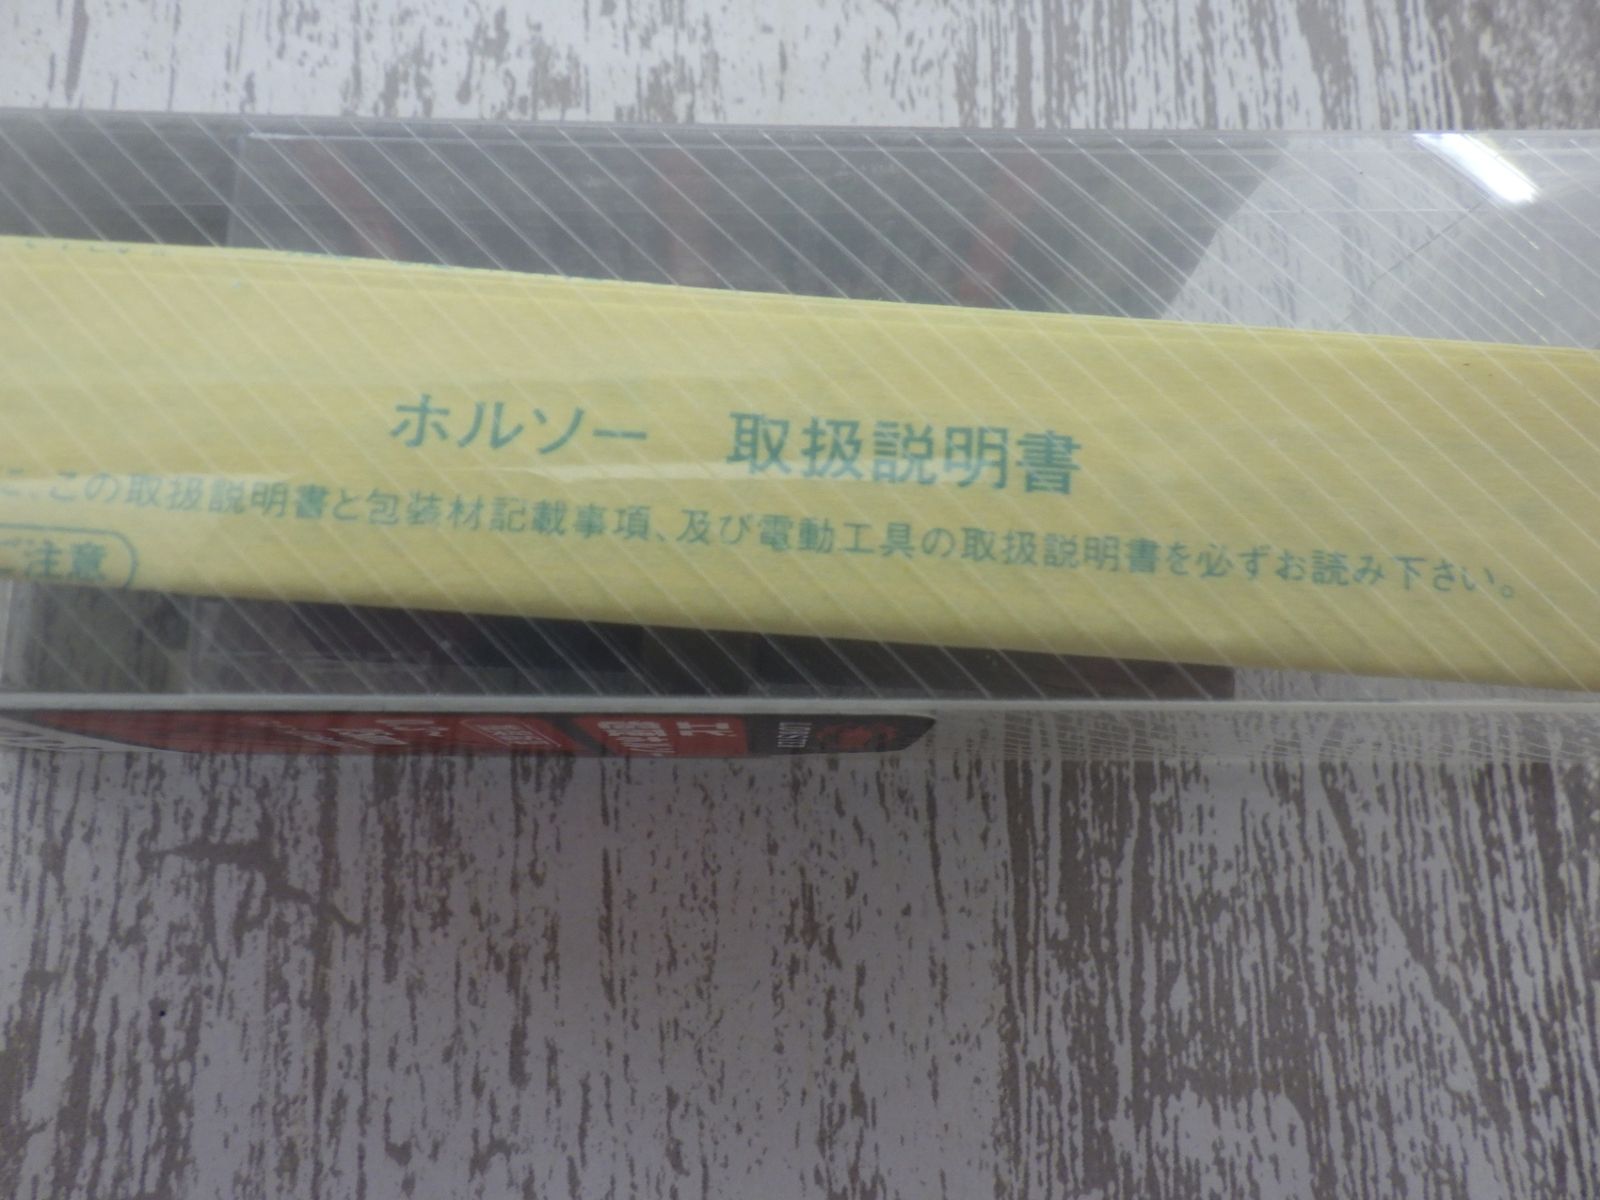 ホルソー　取扱説明書
この取扱説明書と包装材記載事項、及び電動工具の取扱説明書を必ずお読み下さい。
注意
LOBSTER